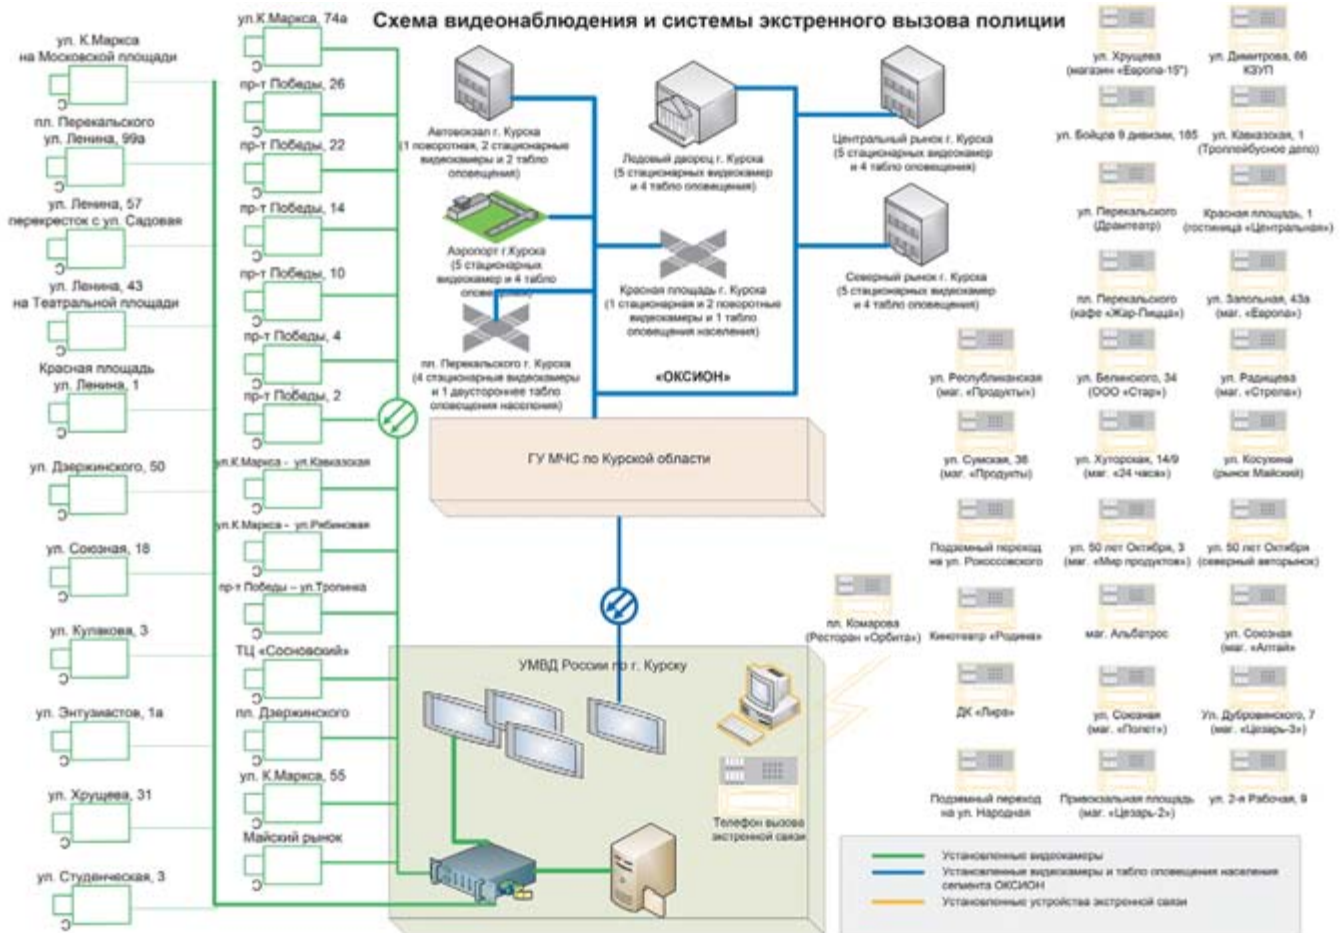 Схема видеонаблюдения и системы экстренного вызова полиции
ул. К.Маркса
на Московской площади
пл. Перекальского
ул. Ленина, 99а
ул. Ленина, 57
перекресток с ул. Садовая
ул. Ленина, 43
на Театральной площади
Красная площадь
ул. Ленина, 1
ул. Дзержинского, 50
ул. Союзная, 18
ул. Кулакова, 3
ул. Энтузиастов, 1а
ул. Хрущева, 31
ул. Студенческая, 3
ул.К.Маркса, 74а
пр-т Победы, 26
пр-т Победы, 22
пр-т Победы, 14
пр-т Победы, 10
пр-т Победы, 4
пр-т Победы, 2
ул.К.Маркса - ул.Кавказская
ул.К.Маркса - ул.Рябиновая
пр-т Победы – ул.Тропинка
ТЦ «Сосновский»
пл. Дзержинского
ул. К.Маркса, 55
Майский рынок
Автовокзал г. Курска
(1 поворотная, 2 стационарные
видеокамеры и 2 табло
оповещения)
Аэропорт г.Курска
(5 стационарных
видеокамер и 4 табло
оповещения)
пл. Перекальского г. Курска
(4 стационарные видеокамеры
и 1 двустороннее табло
оповещения населения)
Ледовый дворец г. Курска
(5 стационарных видеокамер
и 4 табло оповещения)
Красная площадь г. Курска
(1 стационарная и 2 поворотные
видеокамеры и 1 табло
оповещения населения)
Центральный рынок г. Курска
(5 стационарных видеокамер
и 4 табло оповещения)
Северный рынок г. Курска
(5 стационарных видеокамер
и 4 табло оповещения)
«ОКСИОН»
ГУ МЧС по Курской области
УМВД России по г. Курску
Телефон вызова
экстренной связи
ул. Хрущева
(магазин «Европа-15")
ул. Димитрова, 66
КЗУП
ул. Бойцов 9 дивизии, 185
ул. Кавказская, 1
(Троллейбусное депо)
ул. Перекальского
(Драмтеатр)
Красная площадь, 1
(гостиница «Центральная»)
пл. Перекальского
(кафе «Жар-Пицца»)
ул. Запольная, 43а
(маг. «Европа»)
ул. Республиканская
(маг. «Продукты»)
ул. Белинского, 34
(ООО «Стар»)
ул. Радищева
(маг. «Стрела»)
ул. Сумская, 36
(маг. «Продукты)
ул. Хуторская, 14/9
(маг. «24 часа»)
ул. Косухина
(рынок Майский)
Подземный переход
на ул. Рокоссовского
ул. 50 лет Октября, 3
(маг. «Мир продуктов»)
ул. 50 лет Октября
(северный авторынок)
пл. Комарова
(Ресторан «Орбита»)
Кинотеатр «Родина»
маг. Альбатрос
ул. Союзная
(маг. «Алтай»
ДК «Лира»
ул. Союзная
(маг. «Полет»)
Ул. Дубровинского, 7
(маг. «Цезарь-3»)
Подземный переход
на ул. Народная
Привокзальная площадь
(маг. «Цезарь-2»)
ул. 2-я Рабочая, 9
Установленные видеокамеры
Установленные видеокамеры и табло оповещения населения
сегмента ОКСИОН
Установленные устройства экстренной связи